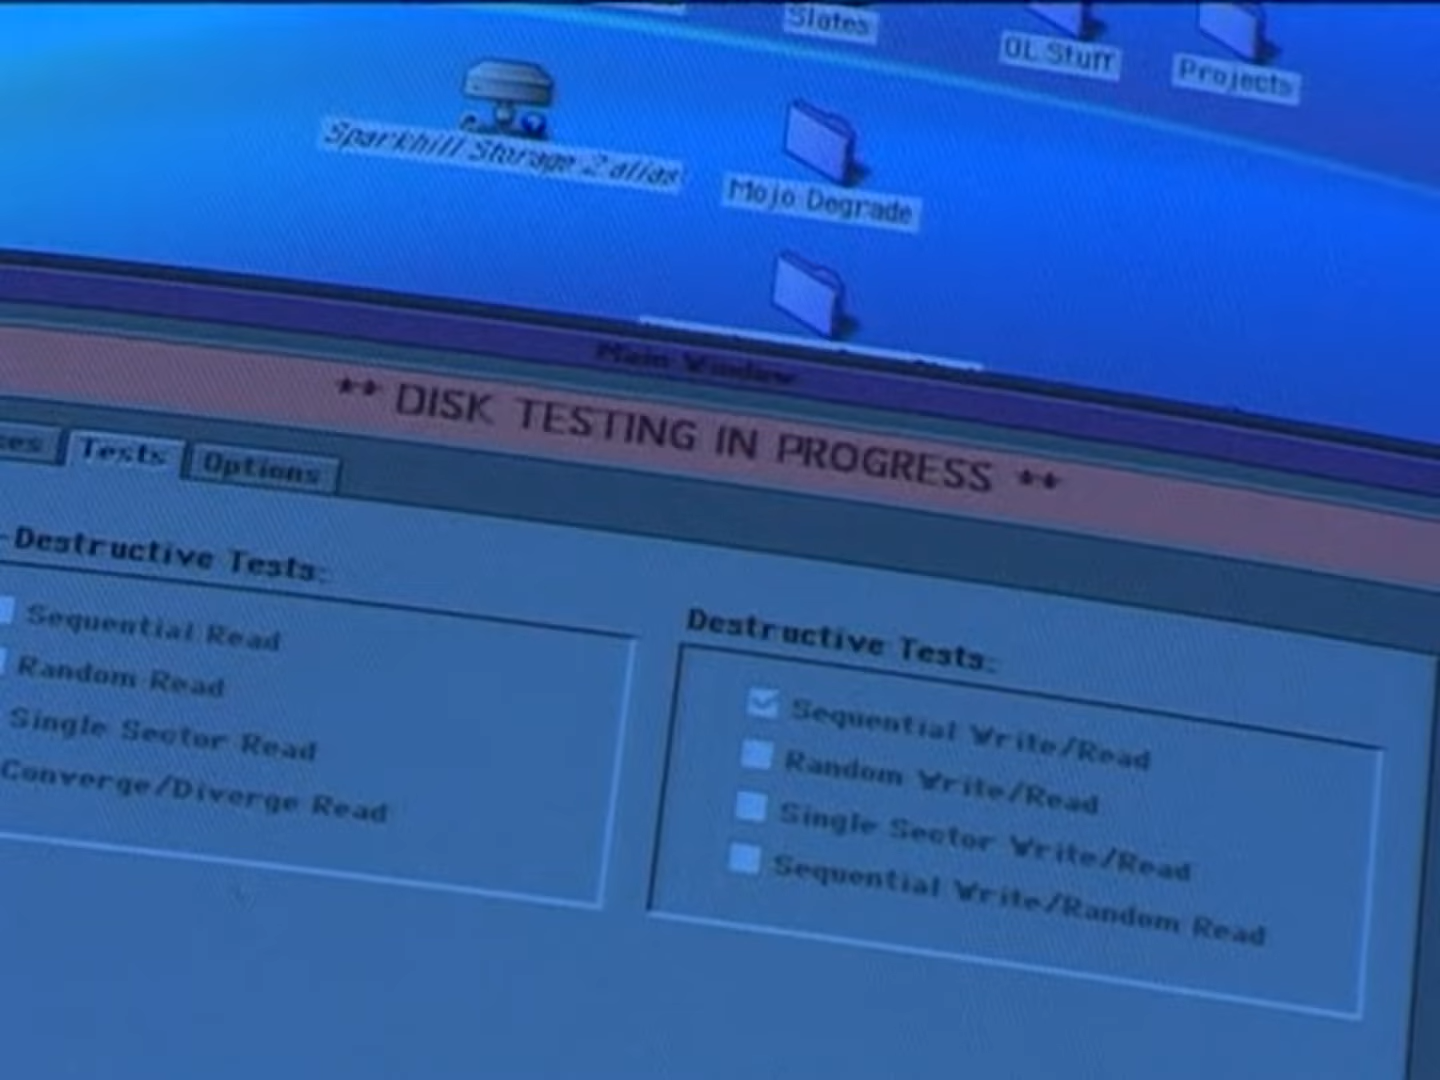 Slates
OL Stuff
Projects
Sparkhill Storage 2 alias
Mojo Degrade
Main Window
** DISK TESTING IN PROGRESS **
Tests
Options
Destructive Tests:
Sequential Read
Random Read
Single Sector Read
Converge/Diverge Read
Destructive Tests:
Sequential Write/Read
Random Write/Read
Single Sector Write/Read
Sequential Write/Random Read